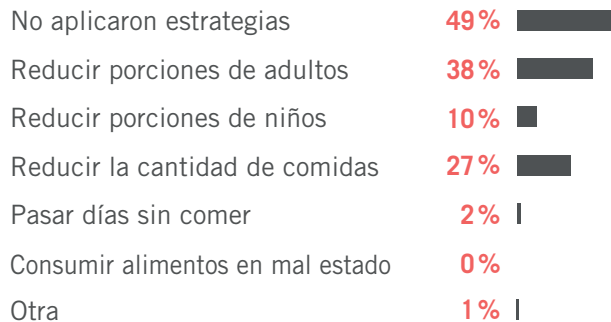 No aplicaron estrategias 49%
Reducir porciones de adultos 38%
Reducir porciones de niños 10%
Reducir la cantidad de comidas 27%
Pasar días sin comer 2%
Consumir alimentos en mal estado 0%
Otra 1%